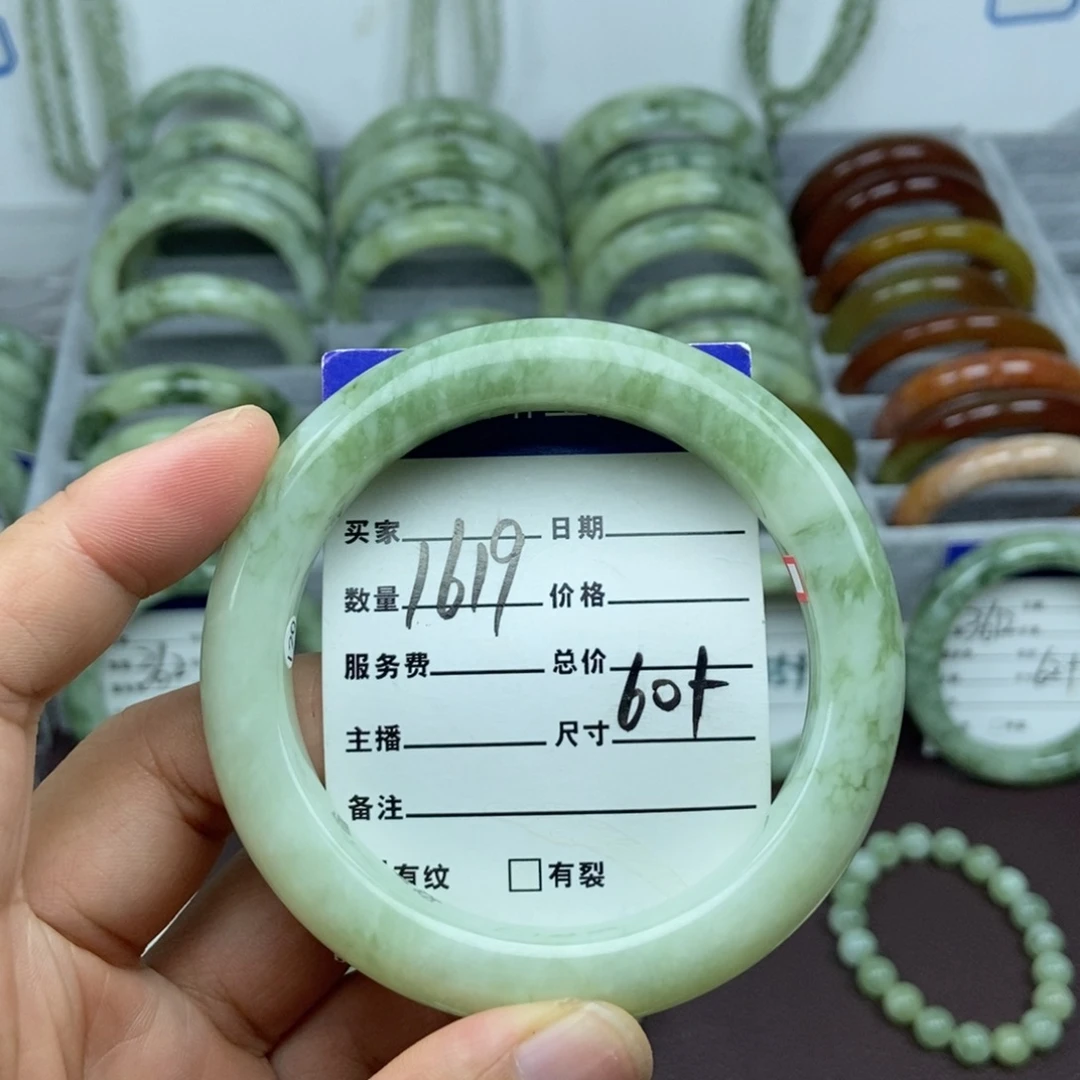 买家 日期
1619
数量 价格
服务费 总价
60+
主播 尺寸
备注
有纹 □有裂
3612